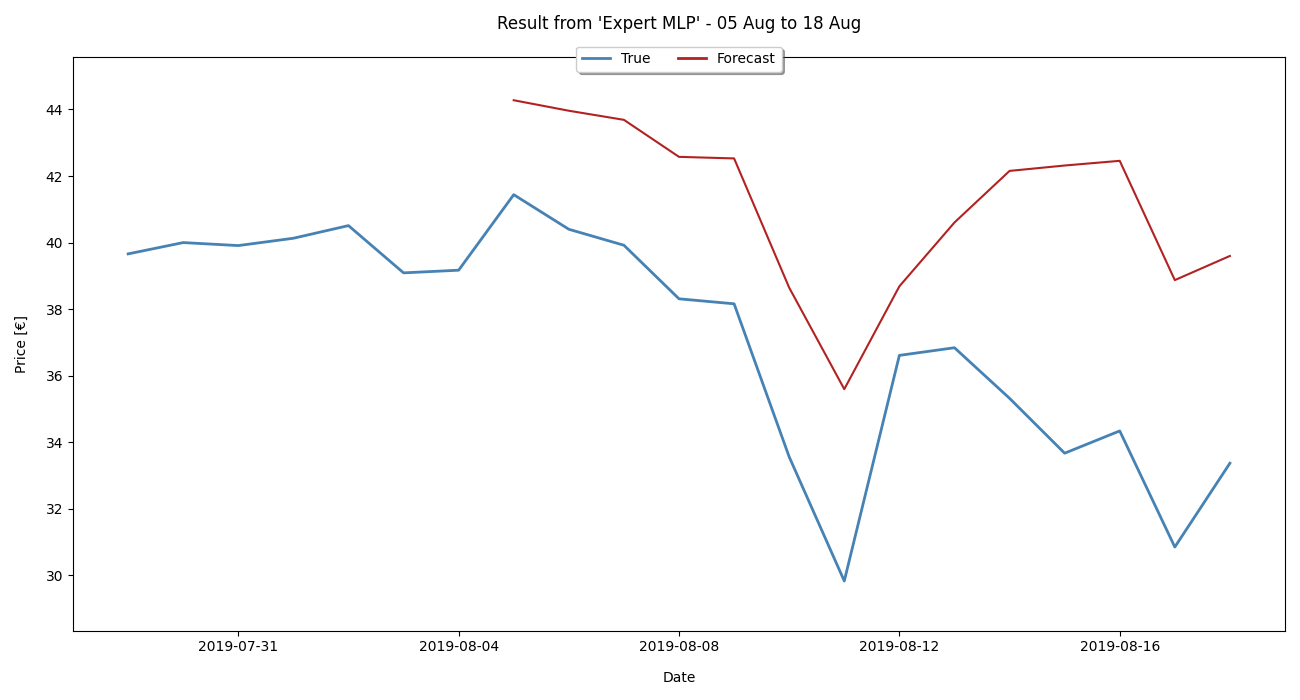 Result from 'Expert MLP' - 05 Aug to 18 Aug
True Forecast
44
42
40
38
36
34
32
30
Price [€]
2019-07-31 2019-08-04 2019-08-08 2019-08-12 2019-08-16
Date